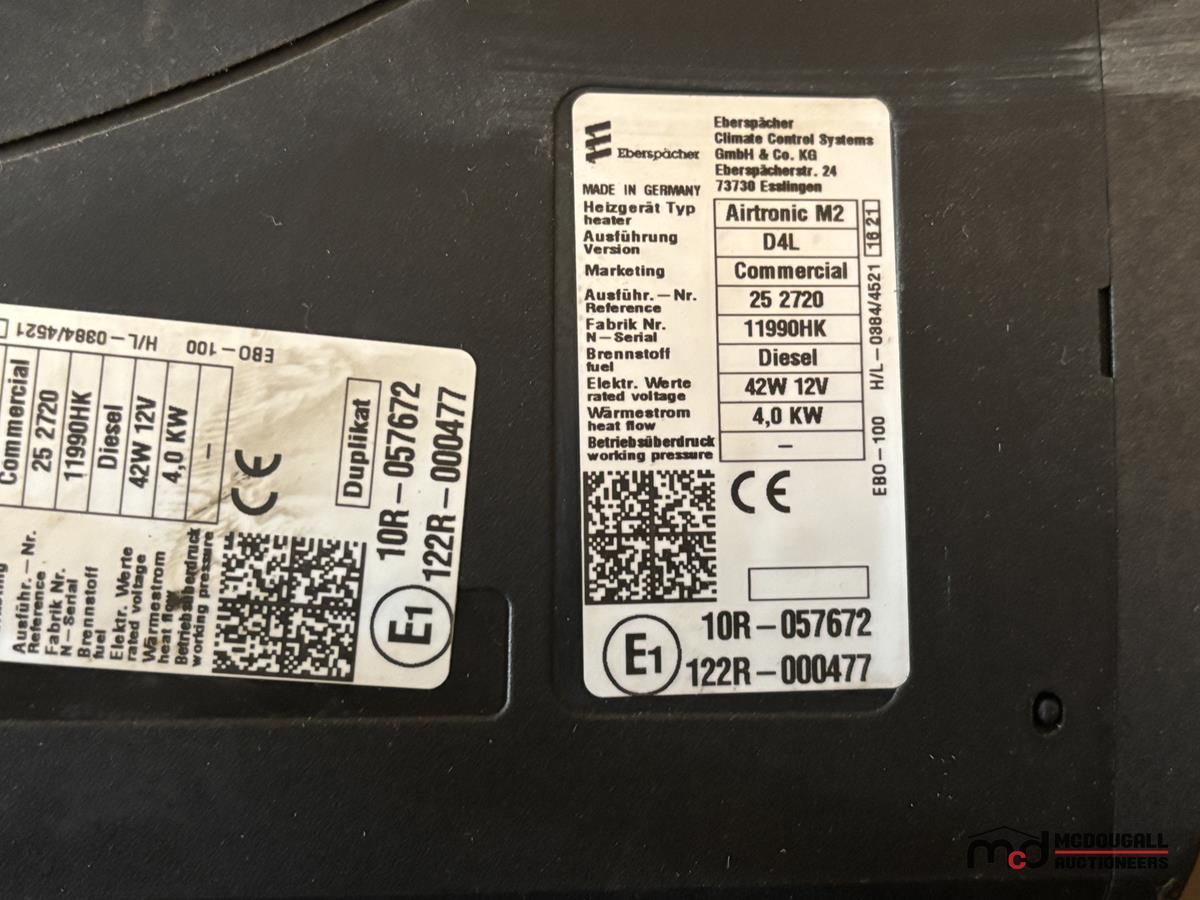 Eberspächer
Eberspächer
Climate Control Systems
GmbH & Co. KG
Eberspächerstr. 24
73730 Esslingen
MADE IN GERMANY
Heizgerät Typ
heater
Airtronic M2
Ausführung
Version
D4L
Marketing
Commercial
Ausführ.-Nr.
Reference
25 2720
Fabrik Nr.
N-Serial
11990HK
Brennstoff
fuel
Diesel
Elektr. Werte
rated voltage
42W 12V
Wärmestrom
heat flow
4,0 KW
Betriebsüberdruck
working pressure
–
EBO-100 H/L-0884/4521 16 21
CE
E1
10R-057672
122R-000477
EBO-100 H/L-0384/4521
Commercial
Ausführ.-Nr.
Reference
25 2720
Fabrik Nr.
N-Serial
11990HK
Brennstoff
fuel
Diesel
Elektr. Werte
rated voltage
42W 12V
Wärmestrom
heat flow
4,0 KW
Betriebsüberdruck
working pressure
–
CE
Duplikat
E1
10R-057672
122R-000477
mcd MCDOUGALL
AUCTIONEERS